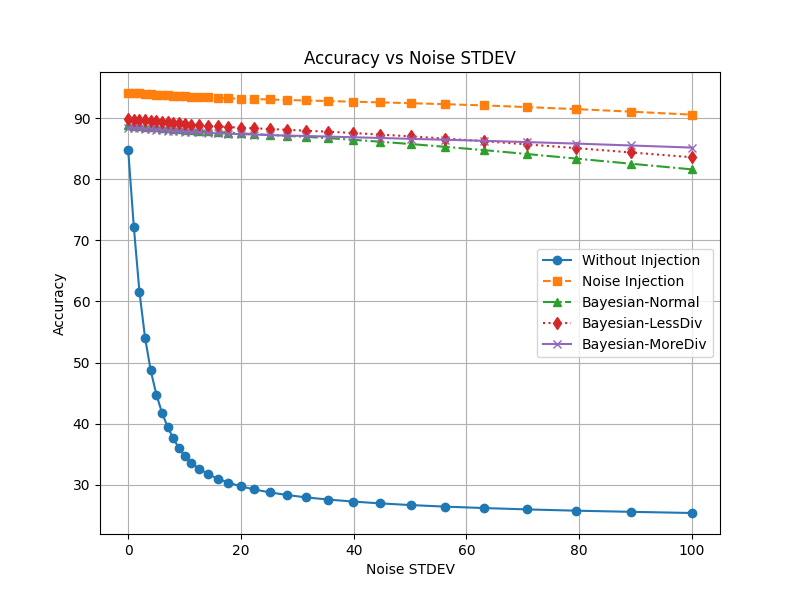 Accuracy vs Noise STDEV
Accuracy
90
80
70
60
50
40
30
Without Injection
Noise Injection
Bayesian-Normal
Bayesian-LessDiv
Bayesian-MoreDiv
0 20 40 60 80 100
Noise STDEV